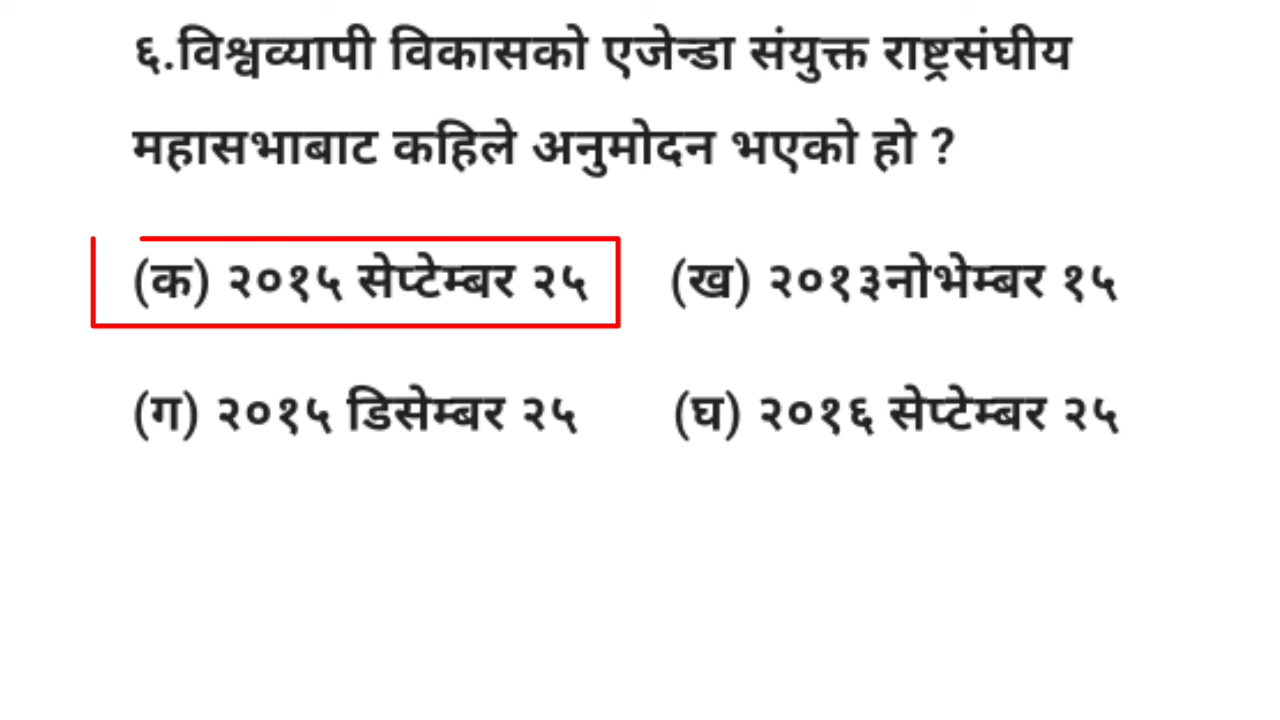 ६.विश्वव्यापी विकासको एजेन्डा संयुक्त राष्ट्रसंघीय
महासभाबाट कहिले अनुमोदन भएको हो ?
(क) २०१५ सेप्टेम्बर २५ (ख) २०१३नोभेम्बर १५
(ग) २०१५ डिसेम्बर २५ (घ) २०१६ सेप्टेम्बर २५